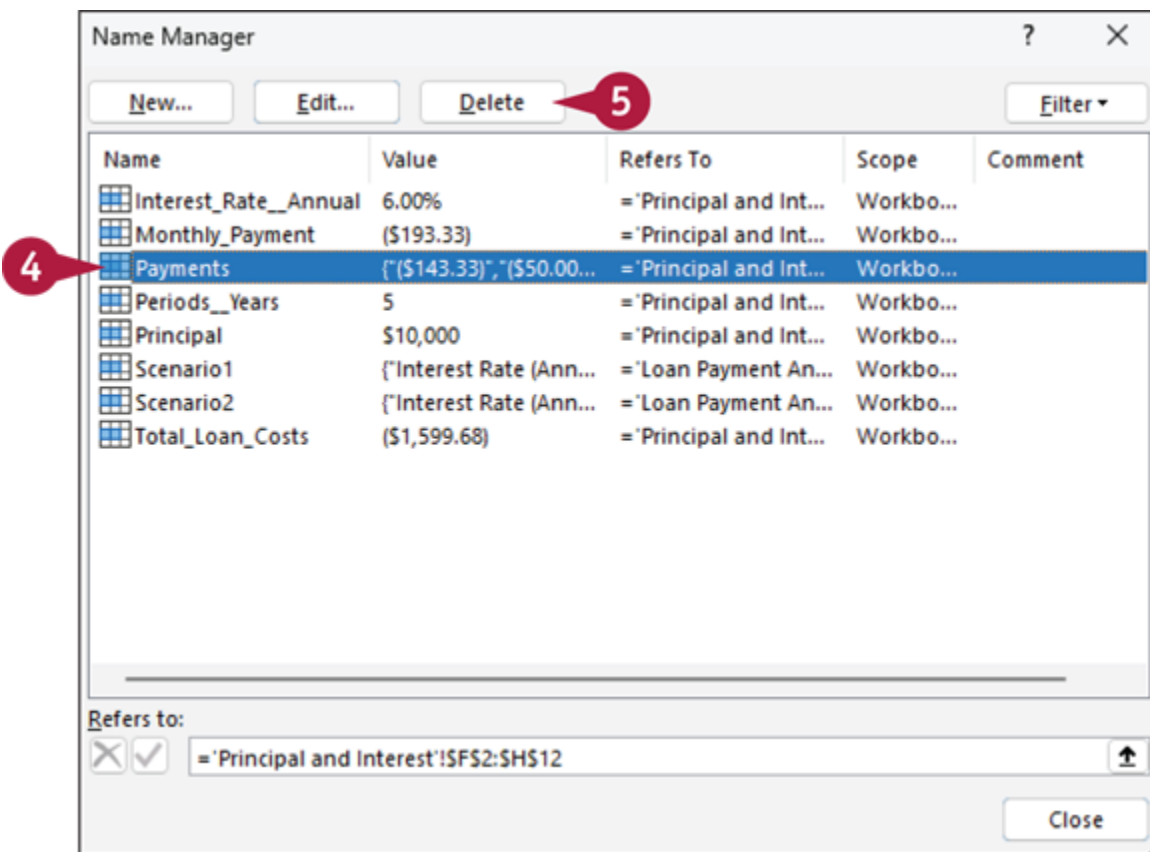 Name Manager ? ×
New... Edit... Delete 5 Filter
Name Value Refers To Scope Comment
Interest_Rate__Annual 6.00% ='Principal and Int... Workbo...
Monthly_Payment ($193.33) ='Principal and Int... Workbo...
4 Payments {"($143.33)","($50.00... ='Principal and Int... Workbo...
Periods__Years 5 ='Principal and Int... Workbo...
Principal $10,000 ='Principal and Int... Workbo...
Scenario1 {"Interest Rate (Ann... ='Loan Payment An... Workbo...
Scenario2 {"Interest Rate (Ann... ='Loan Payment An... Workbo...
Total_Loan_Costs ($1,599.68) ='Principal and Int... Workbo...
Refers to:
='Principal and Interest'!$F$2:$H$12
Close